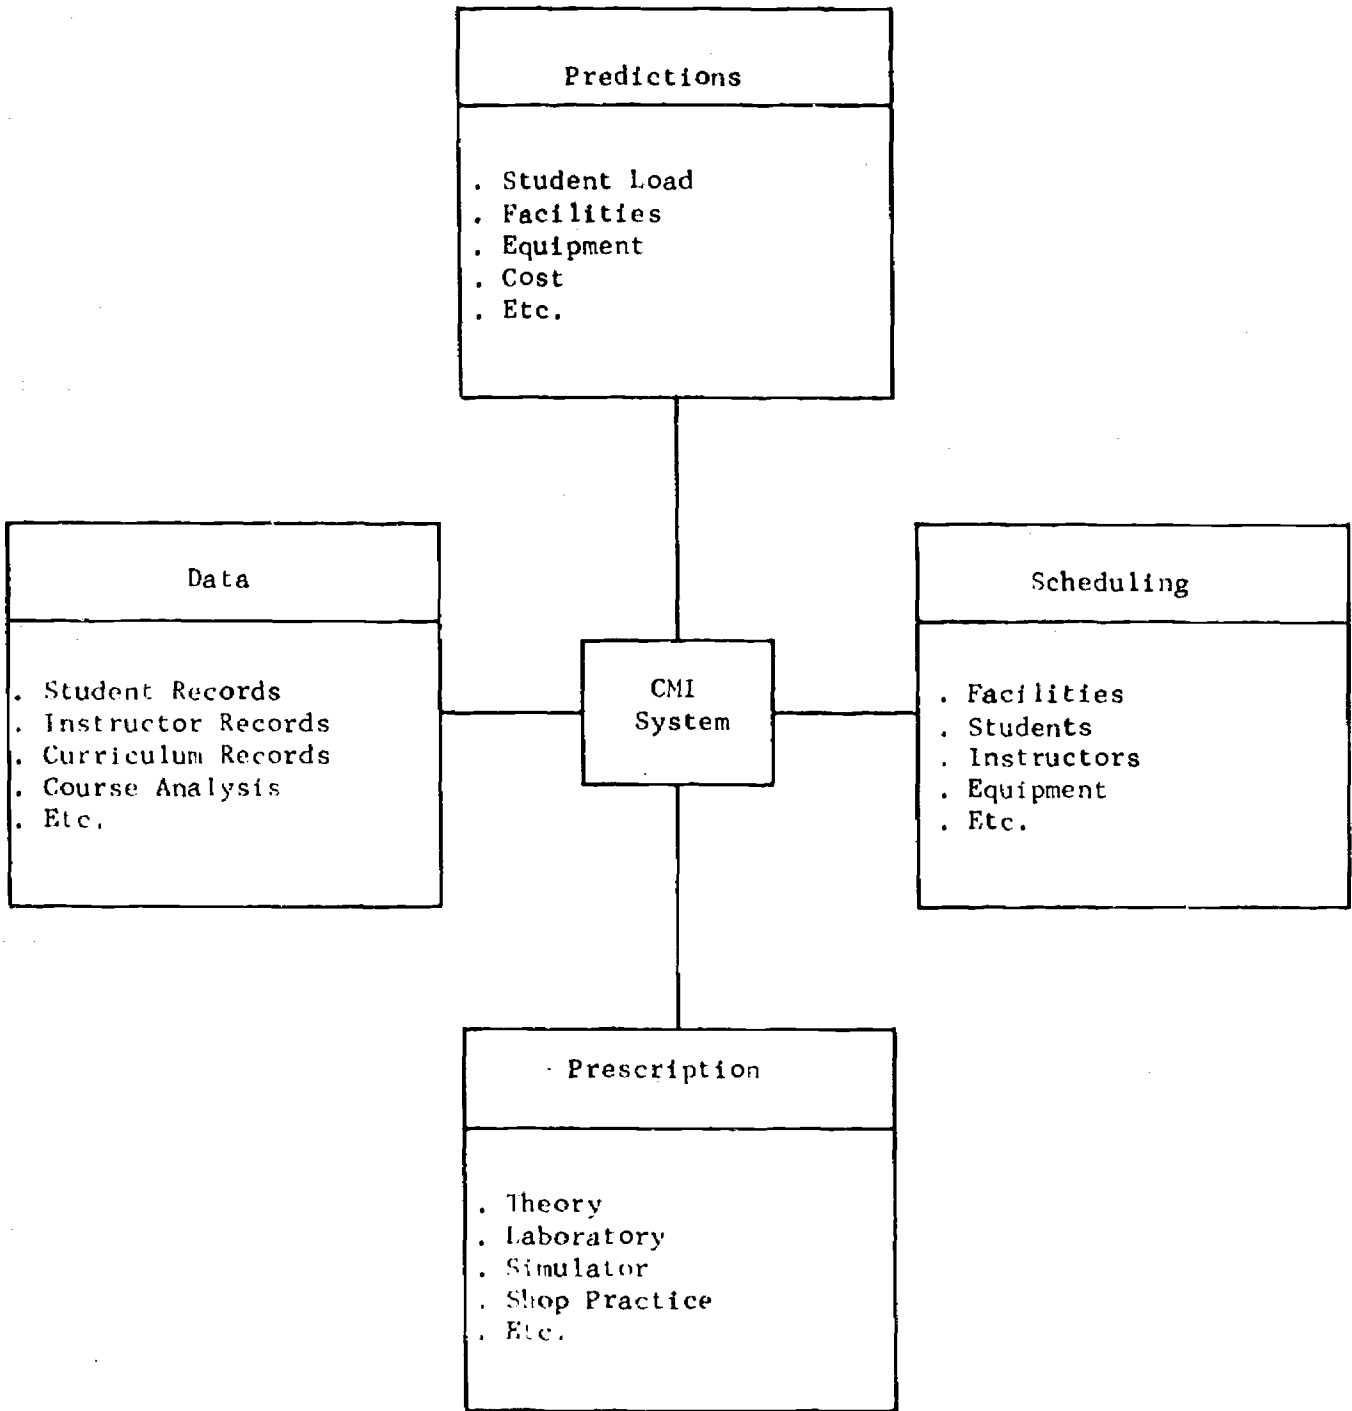 Predictions
. Student Load
. Facilities
. Equipment
. Cost
. Etc.
Data
. Student Records
. Instructor Records
. Curriculum Records
. Course Analysis
. Etc.
CMI
System
Scheduling
. Facilities
. Students
. Instructors
. Equipment
. Etc.
Prescription
. Theory
. Laboratory
. Simulator
. Shop Practice
. Etc.